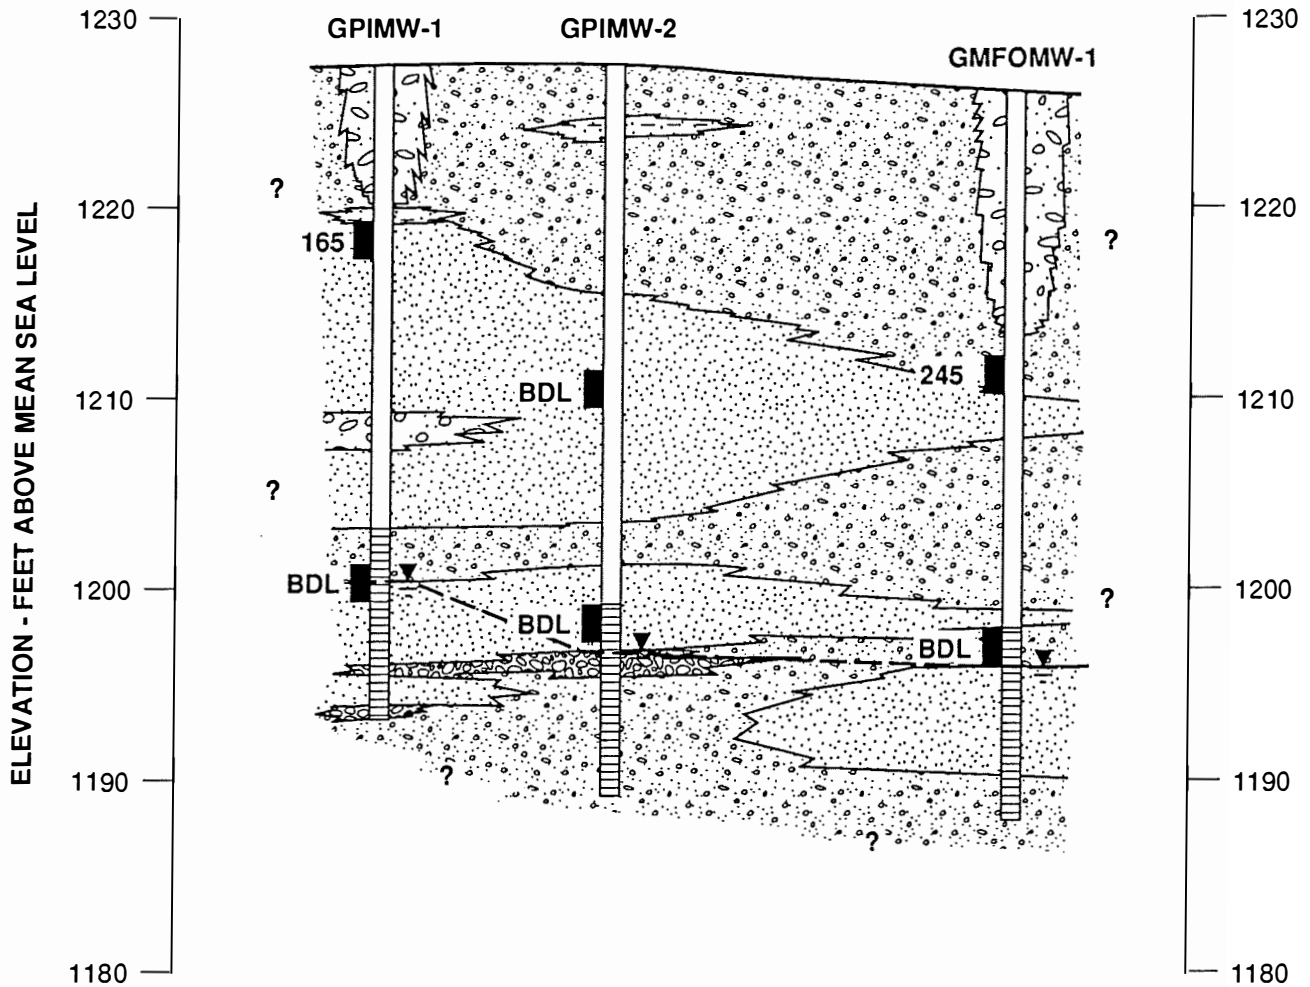 1230
GPIMW-1
GPIMW-2
1230
GMFOMW-1
?
1220
1220
165
?
ELEVATION - FEET ABOVE MEAN SEA LEVEL
BDL
245
1210
1210
?
BDL
1200
1200
?
BDL
BDL
1190
?
1190
?
1180
1180